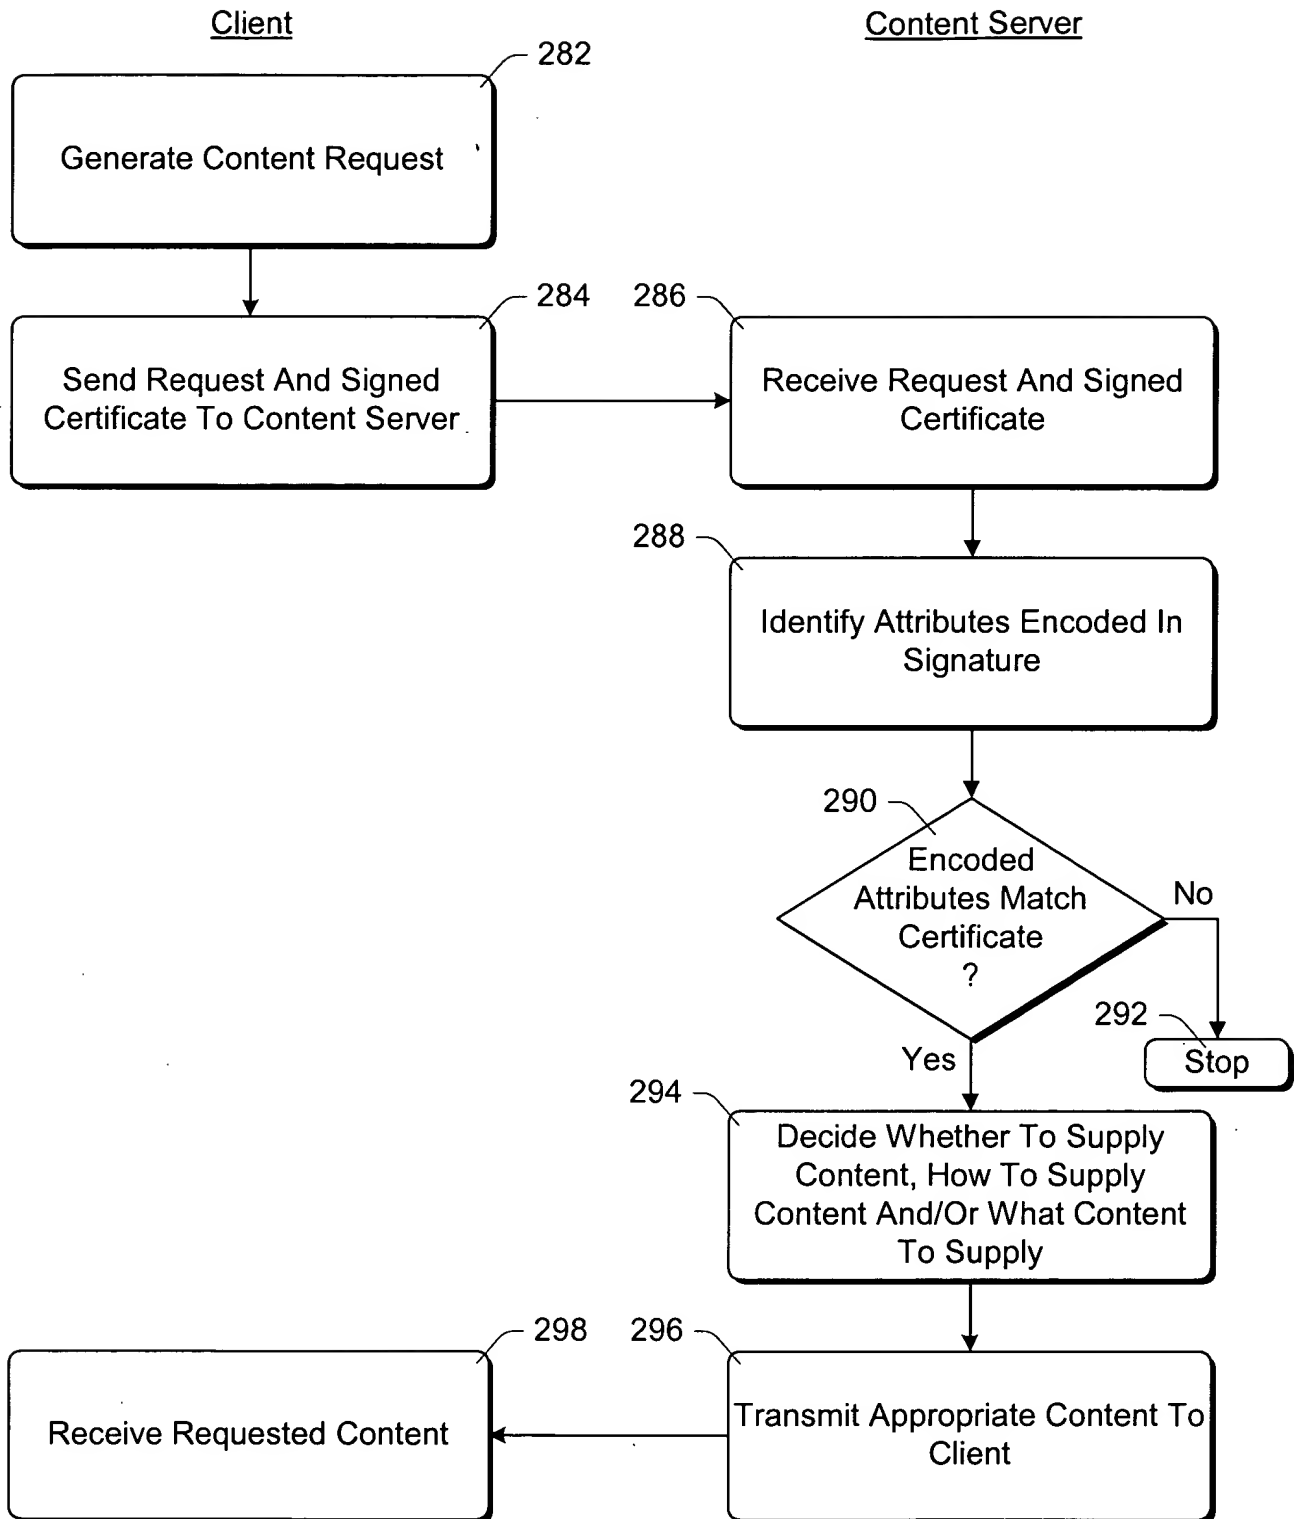 Client
Content Server
282
Generate Content Request
284
286
Send Request And Signed
Certificate To Content Server
Receive Request And Signed
Certificate
288
Identify Attributes Encoded In
Signature
290
Encoded
Attributes Match
Certificate
?
No
292
Stop
Yes
294
Decide Whether To Supply
Content, How To Supply
Content And/Or What Content
To Supply
298
296
Receive Requested Content
Transmit Appropriate Content To
Client